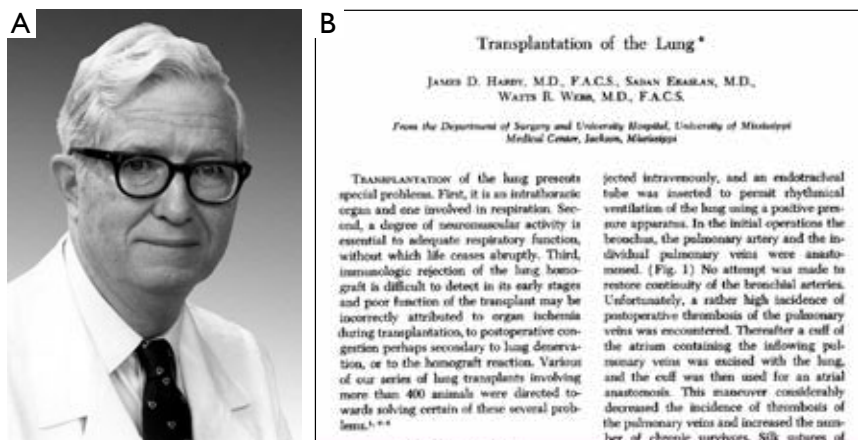 A
B
Transplantation of the Lung *
JAMES D. HARDY, M.D., F.A.C.S., SADAN ERASLAN, M.D.,
WATTS R. WEBB, M.D., F.A.C.S.
From the Department of Surgery and University Hospital, University of Mississippi
Medical Center, Jackson, Mississippi
TRANSPLANTATION of the lung presents
special problems. First, it is an intrathoracic
organ and one involved in respiration. Sec-
ond, a degree of neuromuscular activity is
essential to adequate respiratory function,
without which life ceases abruptly. Third,
immunologic rejection of the lung homo-
graft is difficult to detect in its early stages
and poor function of the transplant may be
incorrectly attributed to organ ischemia
during transplantation, to postoperative con-
gestion perhaps secondary to lung denerva-
tion, or to the homograft reaction. Various
of our series of lung transplants involving
more than 400 animals were directed to-
wards solving certain of these several prob-
lems.
jected intravenously, and an endotracheal
tube was inserted to permit rhythmical
ventilation of the lung using a positive pres-
sure apparatus. In the initial operations the
bronchus, the pulmonary artery and the in-
dividual pulmonary veins were anasto-
mosed. (Fig. 1) No attempt was made to
restore continuity of the bronchial arteries.
Unfortunately, a rather high incidence of
postoperative thrombosis of the pulmonary
veins was encountered. Thereafter a cuff of
the atrium containing the inflowing pul-
monary veins was excised with the lung,
and the cuff was then used for an atrial
anastomosis. This maneuver considerably
decreased the incidence of thrombosis of
the pulmonary veins and increased the num-
ber of chronic survivors. Silk sutures of